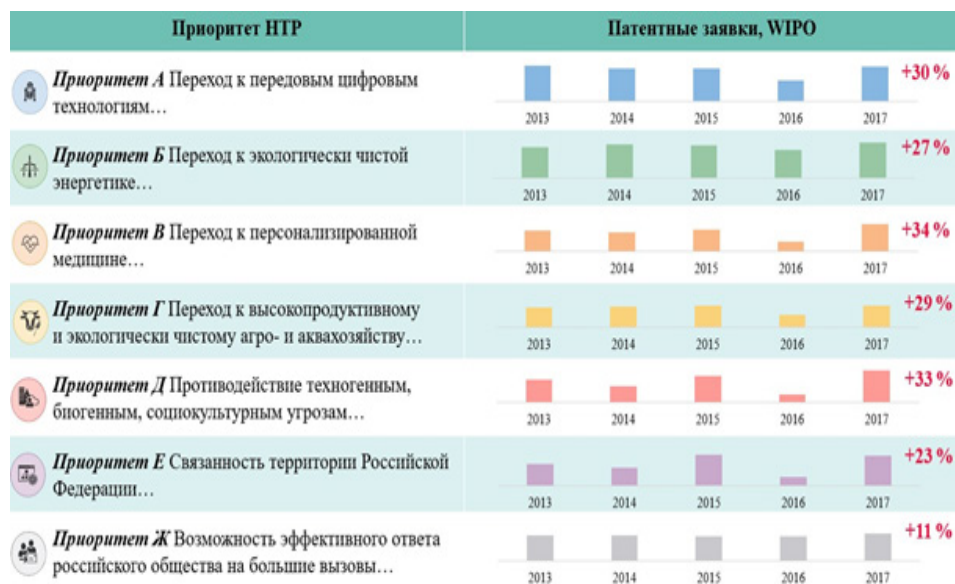 Приоритет НТР
Патентные заявки, WIPO
Приоритет А Переход к передовым цифровым
технологиям…
2013 2014 2015 2016 2017
+30 %
Приоритет Б Переход к экологически чистой
энергетике…
2013 2014 2015 2016 2017
+27 %
Приоритет В Переход к персонализированной
медицине…
2013 2014 2015 2016 2017
+34 %
Приоритет Г Переход к высокопродуктивному
и экологически чистому агро- и аквахозяйству…
2013 2014 2015 2016 2017
+29 %
Приоритет Д Противодействие техногенным,
биогенным, социокультурным угрозам…
2013 2014 2015 2016 2017
+33 %
Приоритет Е Связанность территории Российской
Федерации…
2013 2014 2015 2016 2017
+23 %
Приоритет Ж Возможность эффективного ответа
российского общества на большие вызовы…
2013 2014 2015 2016 2017
+11 %